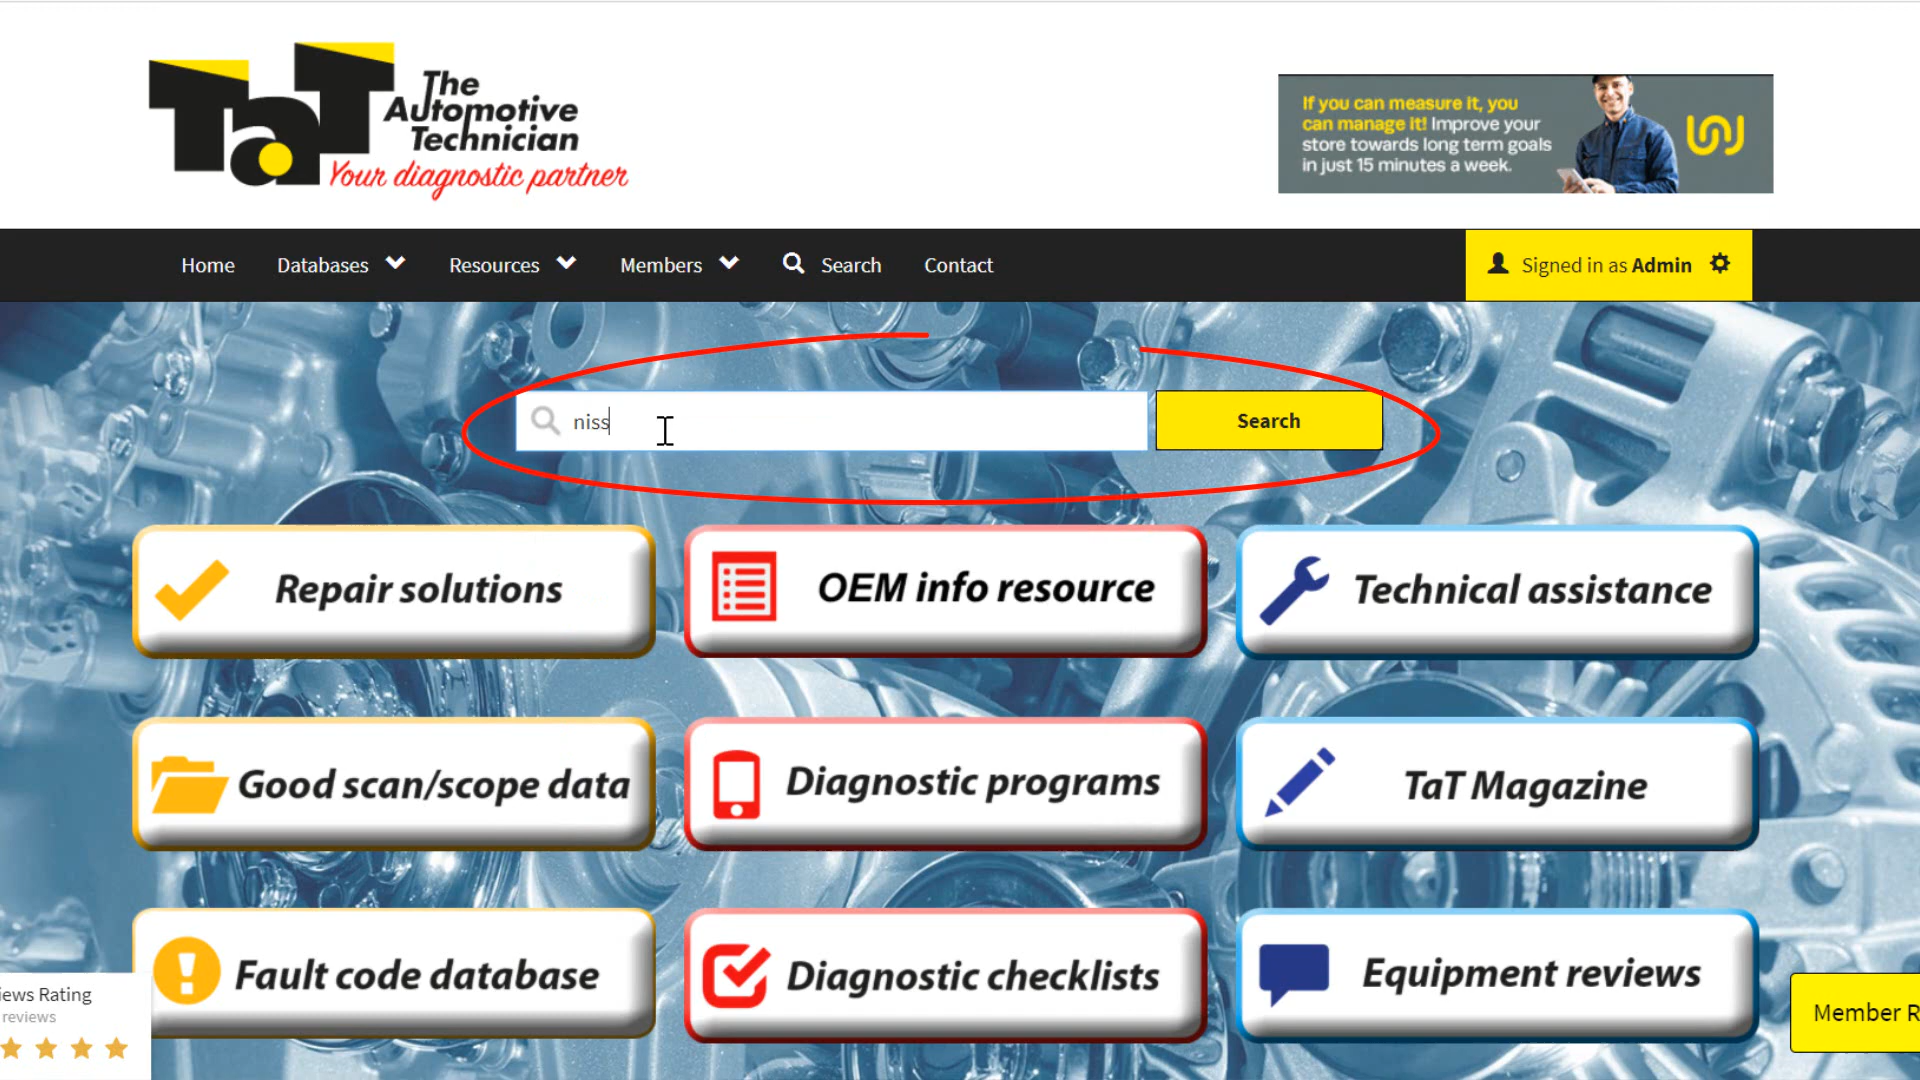 TaT The
Automotive
Technician
Your diagnostic partner
If you can measure it, you
can manage it! Improve your
store towards long term goals
in just 15 minutes a week.
Home Databases Resources Members Search Contact
Signed in as Admin
niss
Search
Repair solutions
OEM info resource
Technical assistance
Good scan/scope data
Diagnostic programs
TaT Magazine
Fault code database
Diagnostic checklists
Equipment reviews
iews Rating
reviews
Member R